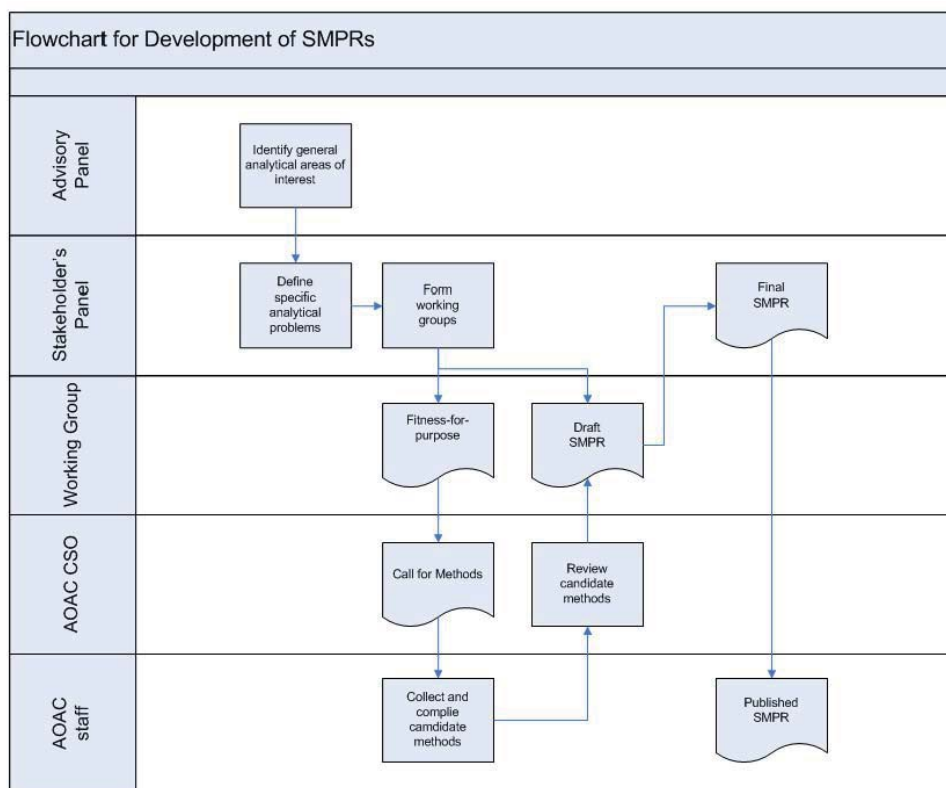 Flowchart for Development of SMPRs
Advisory
Panel
Identify general
analytical areas of
interest
Stakeholder's
Panel
Define
specific
analytical
problems
Form
working
groups
Final
SMPR
Working Group
Fitness-for-
purpose
Draft
SMPR
AOAC CSO
Call for Methods
Review
candidate
methods
AOAC
staff
Collect and
complie
camdidate
methods
Published
SMPR